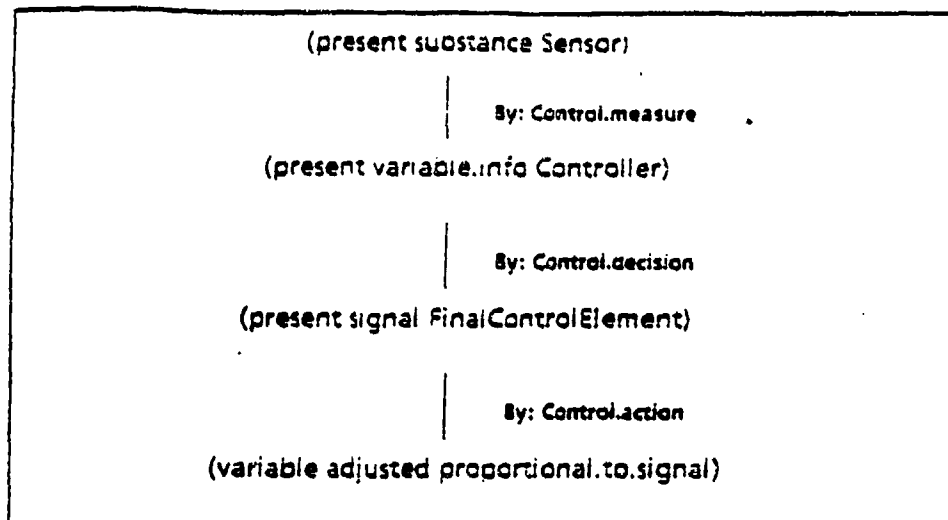 (present substance Sensor)
By: Control.measure
(present variable.info Controller)
By: Control.decision
(present signal FinalControlElement)
By: Control.action
(variable adjusted proportional.to.signal)